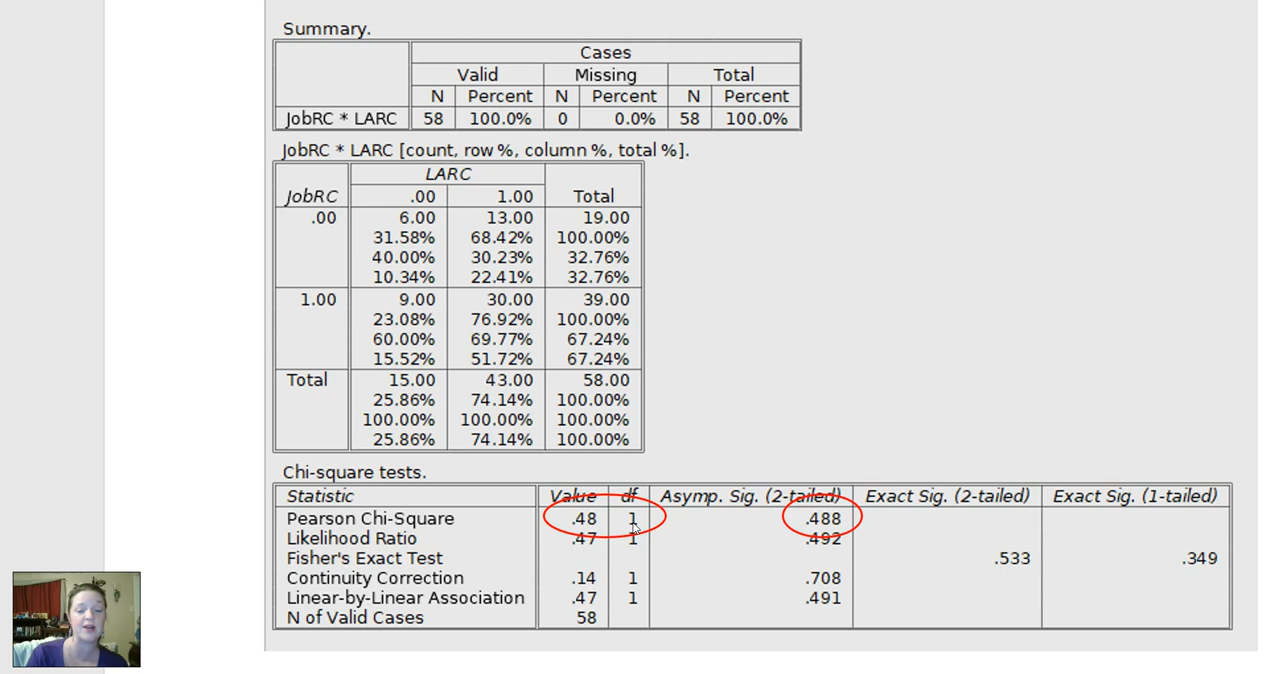 Summary.
Cases
Valid Missing Total
N Percent N Percent N Percent
JobRC * LARC 58 100.0% 0 0.0% 58 100.0%
JobRC * LARC [count, row %, column %, total %].
LARC
JobRC .00 1.00 Total
.00 6.00 13.00 19.00
31.58% 68.42% 100.00%
40.00% 30.23% 32.76%
10.34% 22.41% 32.76%
1.00 9.00 30.00 39.00
23.08% 76.92% 100.00%
60.00% 69.77% 67.24%
15.52% 51.72% 67.24%
Total 15.00 43.00 58.00
25.86% 74.14% 100.00%
100.00% 100.00% 100.00%
25.86% 74.14% 100.00%
Chi-square tests.
Statistic Value df Asymp. Sig. (2-tailed) Exact Sig. (2-tailed) Exact Sig. (1-tailed)
Pearson Chi-Square .48 1 .488
Likelihood Ratio .47 1 .492
Fisher's Exact Test .533 .349
Continuity Correction .14 1 .708
Linear-by-Linear Association .47 1 .491
N of Valid Cases 58